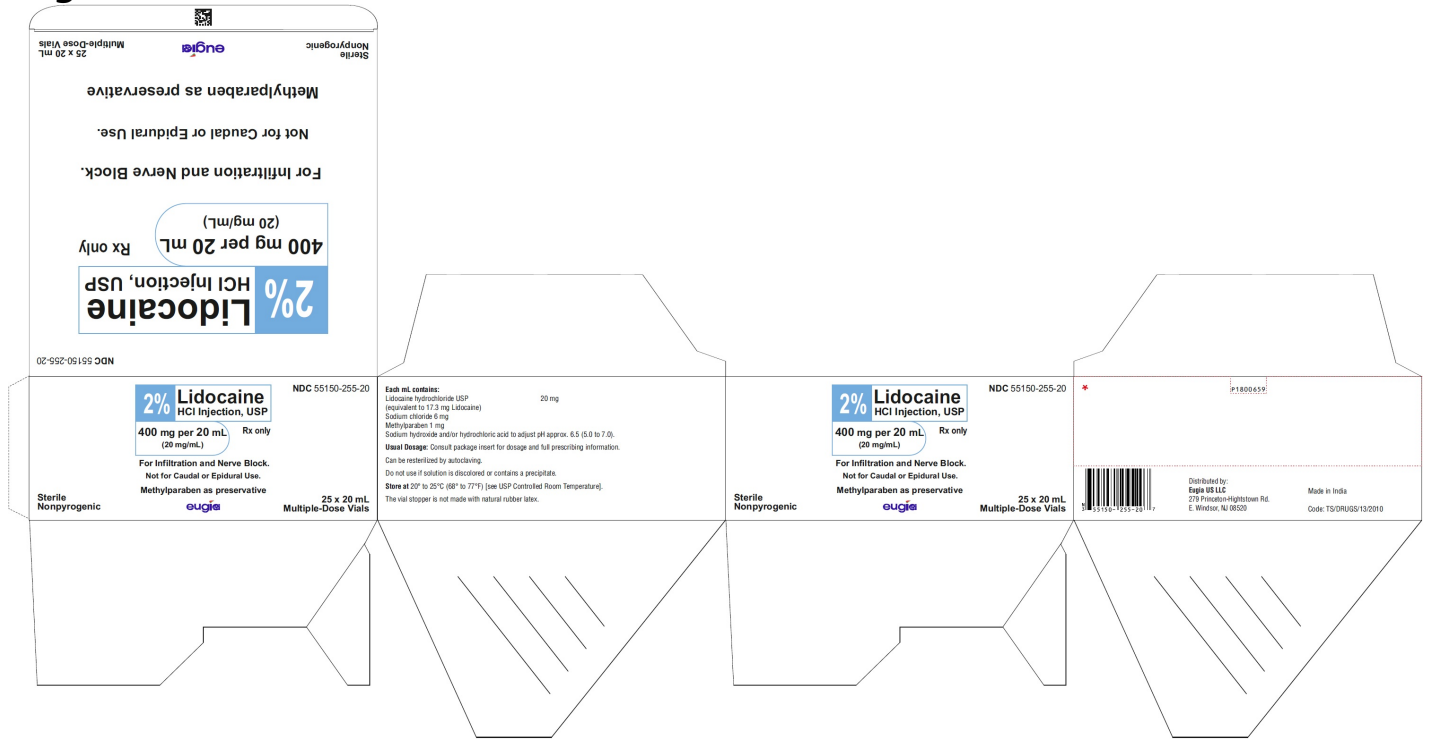 25 x 20 mL
Multiple-Dose Vials
eugia
Sterile
Nonpyrogenic
Methylparaben as preservative
Not for Caudal or Epidural Use.
For Infiltration and Nerve Block.
400 mg per 20 mL
(20 mg/mL)
Rx only
2%
Lidocaine
HCl Injection, USP
NDC 55150-255-20
NDC 55150-255-20
2%
Lidocaine
HCl Injection, USP
400 mg per 20 mL
Rx only
(20 mg/mL)
For Infiltration and Nerve Block.
Not for Caudal or Epidural Use.
Methylparaben as preservative
Sterile
Nonpyrogenic
eugia
25 x 20 mL
Multiple-Dose Vials
Each mL contains:
Lidocaine hydrochloride USP 20 mg
(equivalent to 17.3 mg Lidocaine)
Sodium chloride 6 mg
Methylparaben 1 mg
Sodium hydroxide and/or hydrochloric acid to adjust pH approx. 6.5 (5.0 to 7.0).
Usual Dosage: Consult package insert for dosage and full prescribing information.
Can be resterilized by autoclaving.
Do not use if solution is discolored or contains a precipitate.
Store at 20° to 25°C (68° to 77°F) [see USP Controlled Room Temperature].
The vial stopper is not made with natural rubber latex.
NDC 55150-255-20
2%
Lidocaine
HCl Injection, USP
400 mg per 20 mL
Rx only
(20 mg/mL)
For Infiltration and Nerve Block.
Not for Caudal or Epidural Use.
Methylparaben as preservative
Sterile
Nonpyrogenic
eugia
25 x 20 mL
Multiple-Dose Vials
P1800659
N
3 55150-255-20 7
Distributed by:
Eugia US LLC
279 Princeton-Hightstown Rd.
E. Windsor, NJ 08520
Made in India
Code: TS/DRUGS/13/2010